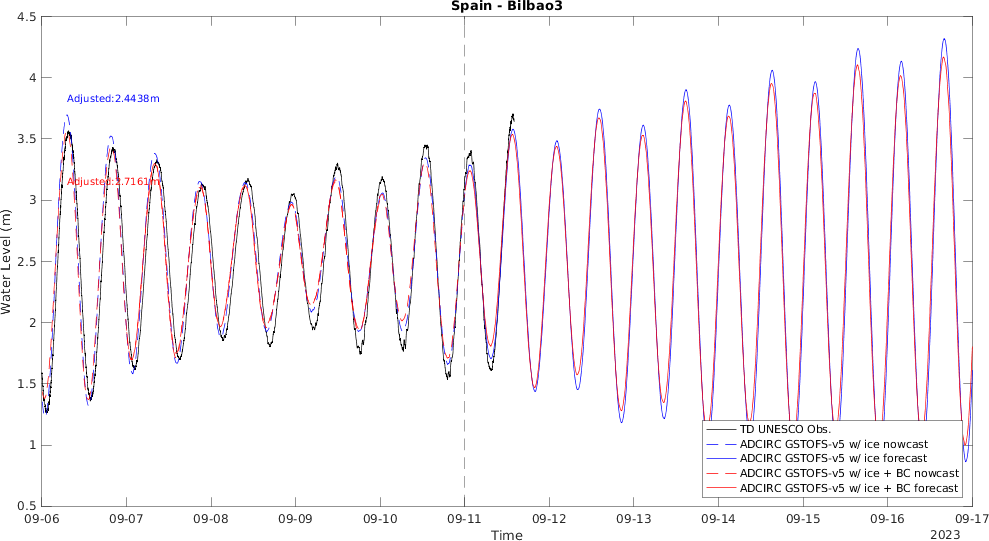 Spain - Bilbao3
Water Level (m)
4.5
4
3.5
3
2.5
2
1.5
1
0.5
Adjusted:2.4438m
Adjusted:2.7161m
TD UNESCO Obs.
ADCIRC GSTOFS-v5 w/ ice nowcast
ADCIRC GSTOFS-v5 w/ ice forecast
ADCIRC GSTOFS-v5 w/ ice + BC nowcast
ADCIRC GSTOFS-v5 w/ ice + BC forecast
09-06 09-07 09-08 09-09 09-10 09-11 09-12 09-13 09-14 09-15 09-16 09-17
Time
2023